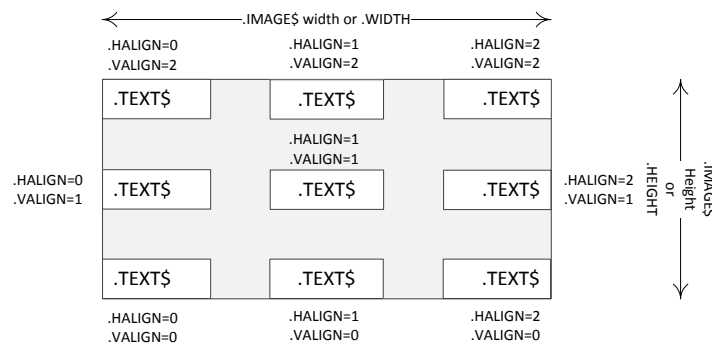 .IMAGE$ width or .WIDTH
.HALIGN=0
.VALIGN=2
.HALIGN=1
.VALIGN=2
.HALIGN=2
.VALIGN=2
.TEXT$ .TEXT$ .TEXT$
.HALIGN=1
.VALIGN=1
.HALIGN=0
.VALIGN=1
.TEXT$ .TEXT$ .TEXT$
.HALIGN=2
.VALIGN=1
.IMAGE$
Height
or
.HEIGHT
.TEXT$ .TEXT$ .TEXT$
.HALIGN=0
.VALIGN=0
.HALIGN=1
.VALIGN=0
.HALIGN=2
.VALIGN=0